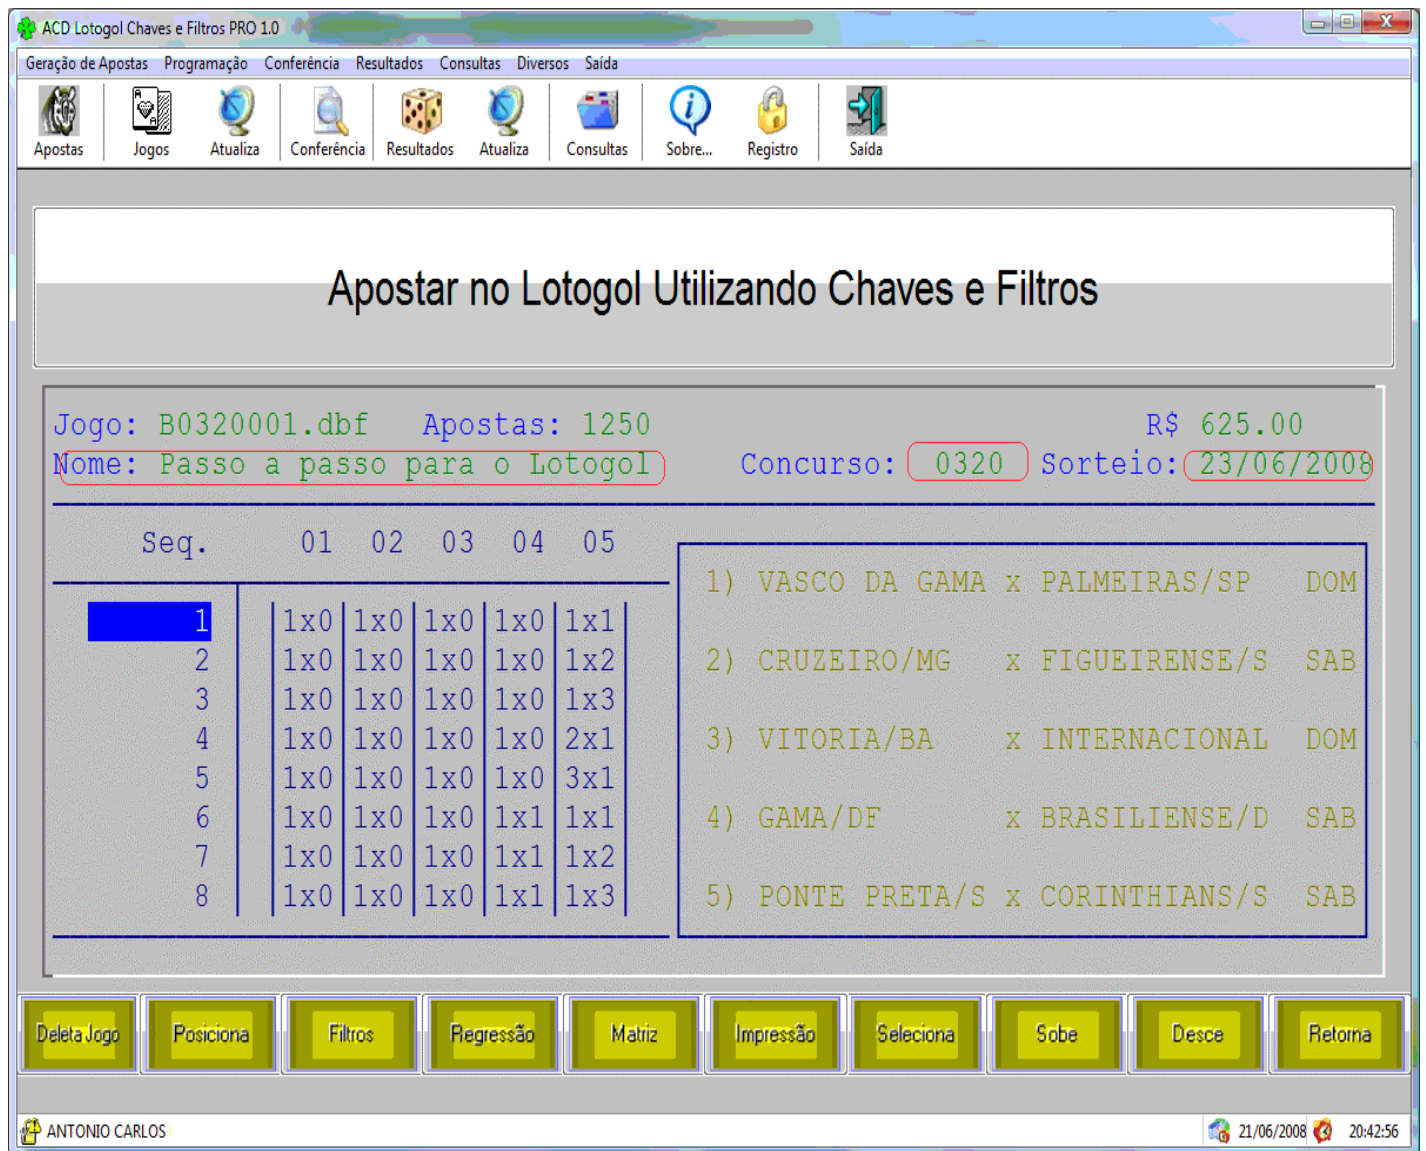 ACD Lotogol Chaves e Filtros PRO 1.0
Geração de Apostas Programação Conferência Resultados Consultas Diversos Saída
Apostas Jogos Atualiza Conferência Resultados Atualiza Consultas Sobre... Registro Saída
Apostar no Lotogol Utilizando Chaves e Filtros
Jogo: B0320001.dbf Apostas: 1250 R$ 625.00
Nome: Passo a passo para o Lotogol Concurso: 0320 Sorteio: 23/06/2008
Seq. 01 02 03 04 05
1 |1x0|1x0|1x0|1x0|1x1|
2 |1x0|1x0|1x0|1x0|1x2|
3 |1x0|1x0|1x0|1x0|1x3|
4 |1x0|1x0|1x0|1x0|2x1|
5 |1x0|1x0|1x0|1x0|3x1|
6 |1x0|1x0|1x0|1x1|1x1|
7 |1x0|1x0|1x0|1x1|1x2|
8 |1x0|1x0|1x0|1x1|1x3|
1) VASCO DA GAMA x PALMEIRAS/SP DOM
2) CRUZEIRO/MG x FIGUEIRENSE/S SAB
3) VITORIA/BA x INTERNACIONAL DOM
4) GAMA/DF x BRASILIENSE/D SAB
5) PONTE PRETA/S x CORINTHIANS/S SAB
Deleta Jogo Posiciona Filtros Regressão Matriz Impressão Seleciona Sobe Desce Retorna
ANTONIO CARLOS 21/06/2008 20:42:56